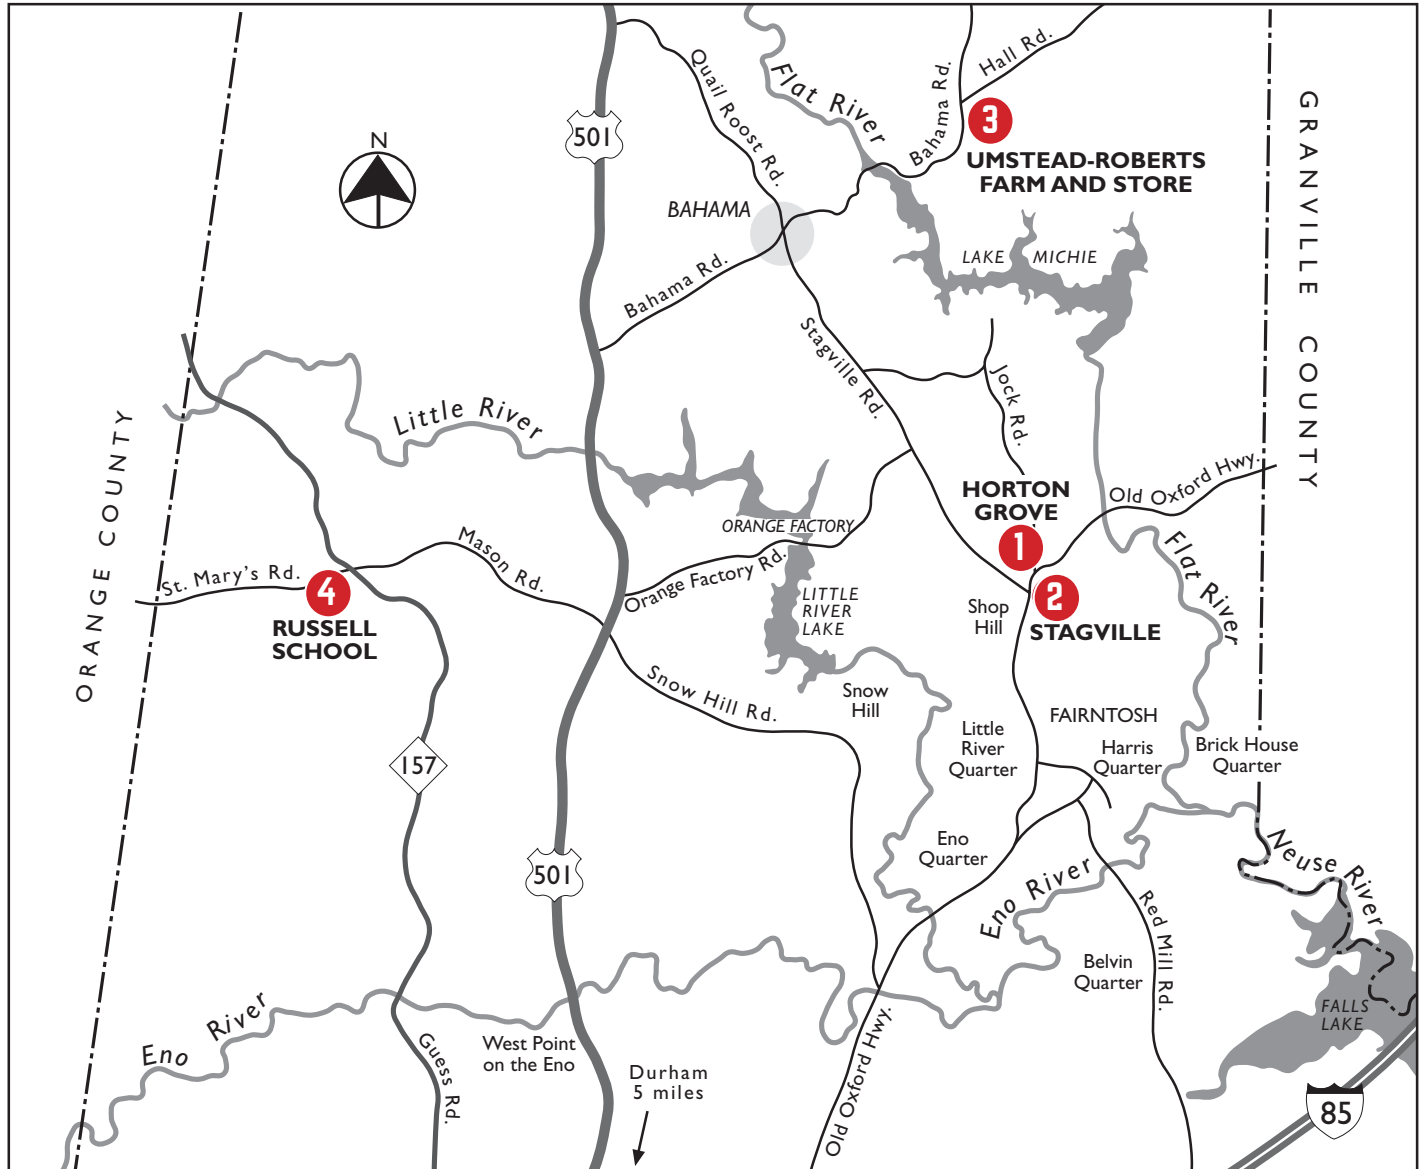 Quail Roost Rd.
Flat River
Bahama Rd.
Hall Rd.
501
N
3
UMSTEAD-ROBERTS
FARM AND STORE
GRANVILLE COUNTY
BAHAMA
LAKE MICHIE
Bahama Rd.
Stagville Rd.
Jock Rd.
Little River
ORANGE COUNTY
Old Oxford Hwy.
HORTON
GROVE
1
ORANGE FACTORY
Orange Factory Rd.
Mason Rd.
St. Mary's Rd.
4
RUSSELL
SCHOOL
LITTLE
RIVER
LAKE
Shop
Hill
2
STAGVILLE
Flat River
Snow Hill Rd.
Snow
Hill
FAIRNTOSH
Little
River
Quarter
Harris
Quarter
Brick House
Quarter
157
Eno
Quarter
501
Eno River
Neuse River
Red Mill Rd.
Belvin
Quarter
FALLS
LAKE
Eno River
Guess Rd.
West Point
on the Eno
Durham
5 miles
Old Oxford Hwy.
85